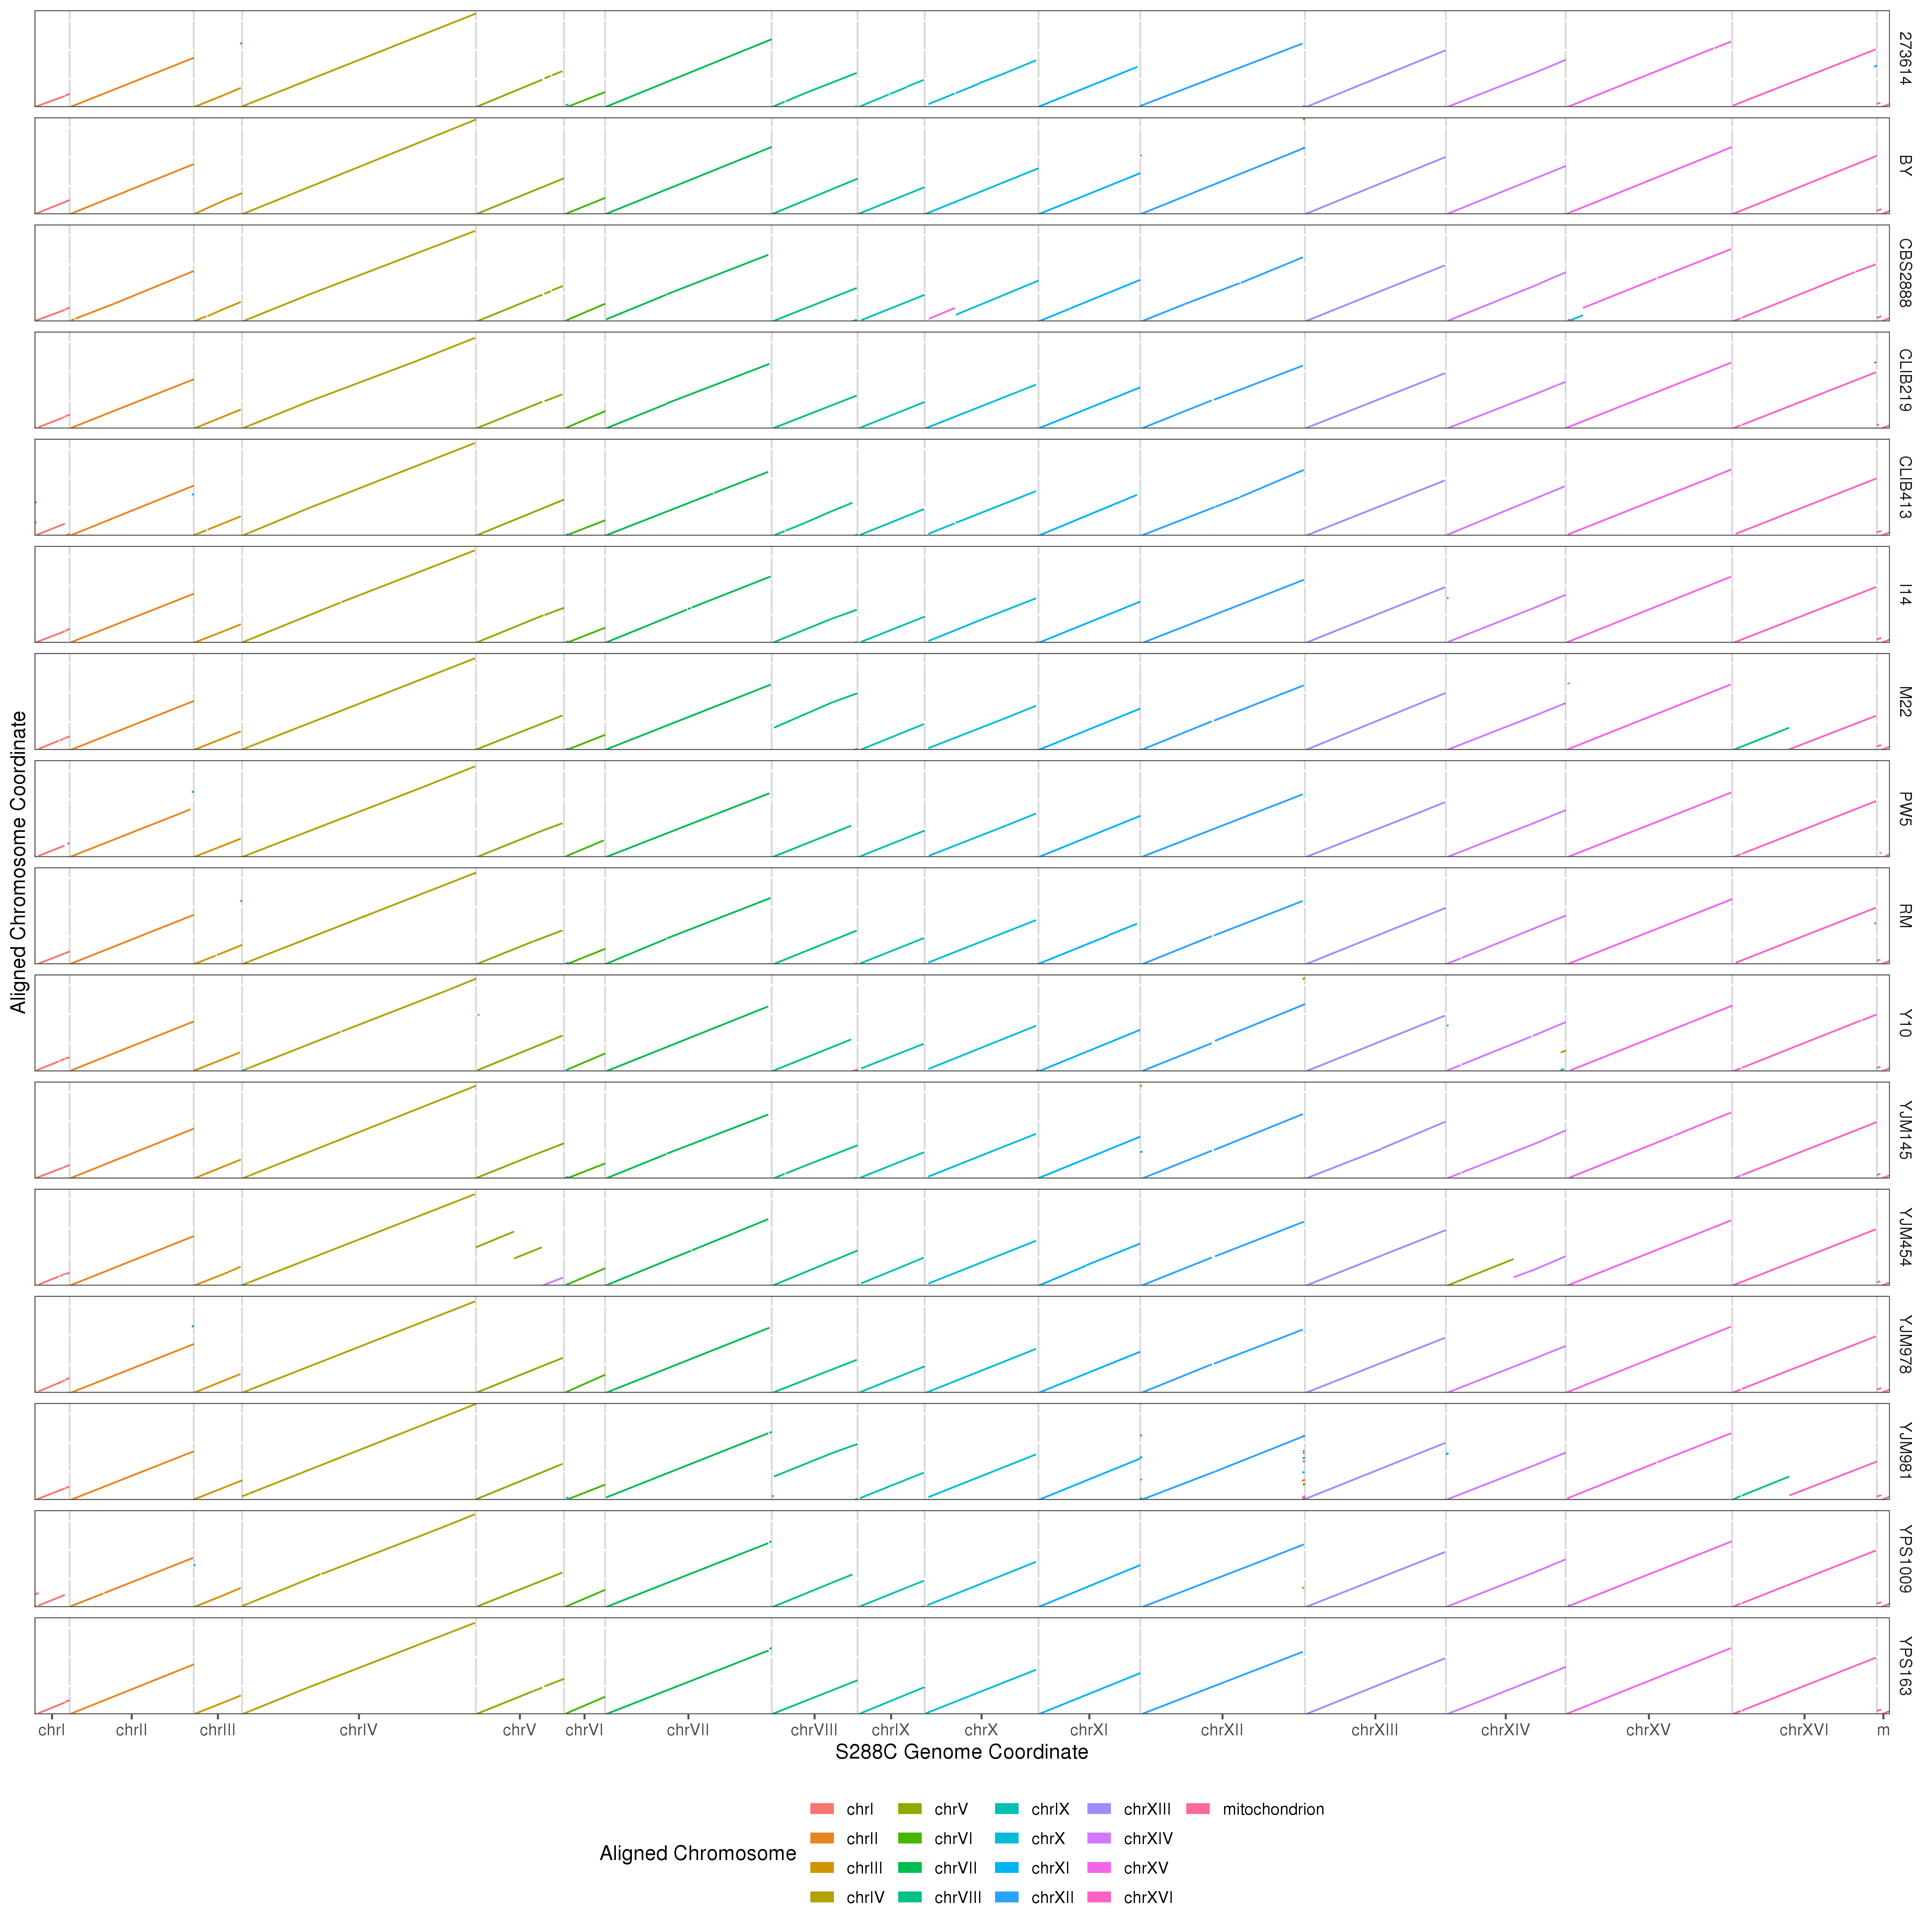 273614
BY
CBS2888
CLIB219
CLIB413
I14
M22
PW5
RM
Y10
YJM145
YJM454
YJM978
YJM981
YPS1009
YPS163
Aligned Chromosome Coordinate
chrI chrII chrIII chrIV chrV chrVI chrVII chrVIII chrIX chrX chrXI chrXII chrXIII chrXIV chrXV chrXVI m
S288C Genome Coordinate
Aligned Chromosome
chrI chrV chrIX chrXIII mitochondrion
chrII chrVI chrX chrXIV
chrIII chrVII chrXI chrXV
chrIV chrVIII chrXII chrXVI